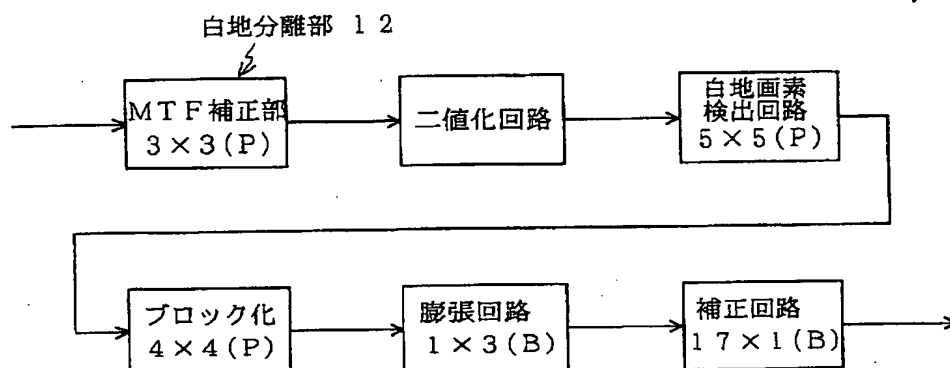 白地分離部 12
MTF補正部
3×3(P)
二値化回路
白地画素
検出回路
5×5(P)
ブロック化
4×4(P)
膨張回路
1×3(B)
補正回路
17×1(B)